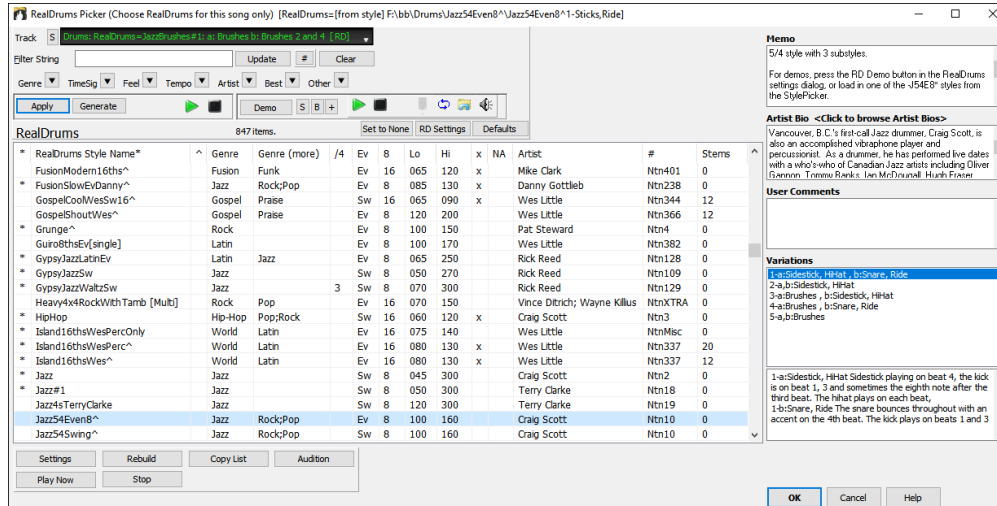 RealDrums Picker (Choose RealDrums for this song only) [RealDrums=[from style] F:\bb\Drums\Jazz54Even8^\Jazz54Even8^1-Sticks,Ride]
Track S Drums: RealDrums=JazzBrushes#1: a: Brushes b: Brushes 2 and 4 [RD]
Filter String Update # Clear
Genre TimeSig Feel Tempo Artist Best Other
Apply Generate Demo S B +
RealDrums 847 items. Set to None RD Settings Defaults
* RealDrums Style Name* ^ Genre Genre (more) /4 Ev 8 Lo Hi x NA Artist # Stems
FusionModern16ths^ Fusion Funk Ev 16 065 120 x Mike Clark Ntn401 0
* FusionSlowEvDanny^ Jazz Rock;Pop Ev 8 085 130 x Danny Gottlieb Ntn238 0
GospelCoolWesSw16^ Gospel Praise Sw 16 065 090 x Wes Little Ntn344 12
GospelShoutWes^ Gospel Praise Ev 8 120 200 Wes Little Ntn366 12
* Grunge^ Rock Ev 8 100 150 Pat Steward Ntn4 0
Guiro8thsEv[single] Latin Ev 8 100 170 Wes Little Ntn382 0
* GypsyJazzLatinEv Latin Jazz Ev 8 065 250 Rick Reed Ntn128 0
* GypsyJazzSw Jazz Sw 8 050 270 Rick Reed Ntn109 0
* GypsyJazzWaltzSw Jazz 3 Sw 8 070 300 Rick Reed Ntn129 0
Heavy4x4RockWithTamb [Multi] Rock Pop Ev 16 070 150 Vince Ditrich; Wayne Killius NtnXTRA 0
* HipHop Hip-Hop Pop;Rock Sw 16 060 120 x Craig Scott Ntn3 0
* Island16thsWesPercOnly World Latin Ev 16 075 140 Wes Little NtnMisc 0
* Island16thsWesPerc^ World Latin Ev 16 080 130 x Wes Little Ntn337 20
* Island16thsWes^ World Latin Ev 16 080 130 x Wes Little Ntn337 12
* Jazz Jazz Sw 8 045 300 Craig Scott Ntn2 0
* Jazz#1 Jazz Sw 8 050 300 Terry Clarke Ntn18 0
Jazz4sTerryClarke Jazz Sw 8 120 300 Terry Clarke Ntn19 0
Jazz54Even8^ Jazz Rock;Pop Ev 8 100 160 Craig Scott Ntn10 0
Jazz54Swing^ Jazz Rock;Pop Sw 8 100 160 Craig Scott Ntn10 0
Settings Rebuild Copy List Audition
Play Now Stop
Memo
5/4 style with 3 substyles.
For demos, press the RD Demo button in the RealDrums
settings dialog, or load in one of the -J54E8" styles from
the StylePicker.
Artist Bio <Click to browse Artist Bios>
Vancouver, B.C.'s first-call Jazz drummer, Craig Scott, is
also an accomplished vibraphone player and
percussionist. As a drummer, he has performed live dates
with a who's-who of Canadian Jazz artists including Oliver
Gannon, Tommy Banks, Ian McDougall, Hugh Fraser
User Comments
Variations
1-a:Sidestick, HiHat , b:Snare, Ride
2-a,b:Sidestick, HiHat
3-a:Brushes , b:Sidestick, HiHat
4-a:Brushes , b:Snare, Ride
5-a,b:Brushes
1-a:Sidestick, HiHat Sidestick playing on beat 4, the kick
is on beat 1, 3 and sometimes the eighth note after the
third beat. The hihat plays on each beat,
1-b:Snare, Ride The snare bounces throughout with an
accent on the 4th beat. The kick plays on beats 1 and 3
OK Cancel Help